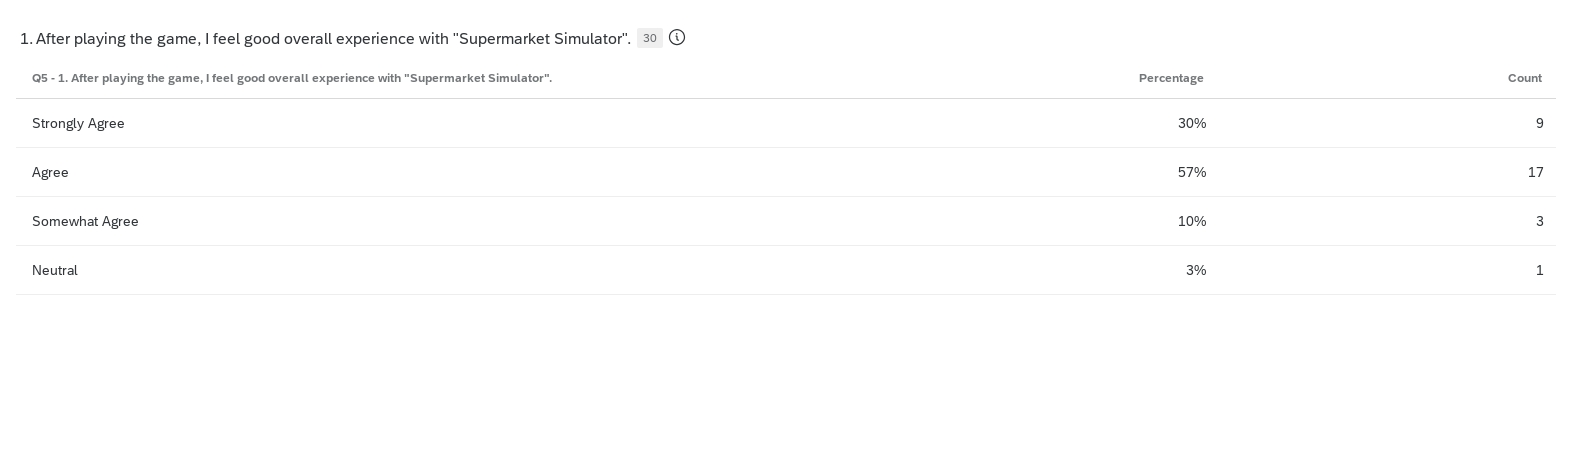 1. After playing the game, I feel good overall experience with "Supermarket Simulator". 30
Q5 - 1. After playing the game, I feel good overall experience with "Supermarket Simulator". Percentage Count
Strongly Agree 30% 9
Agree 57% 17
Somewhat Agree 10% 3
Neutral 3% 1